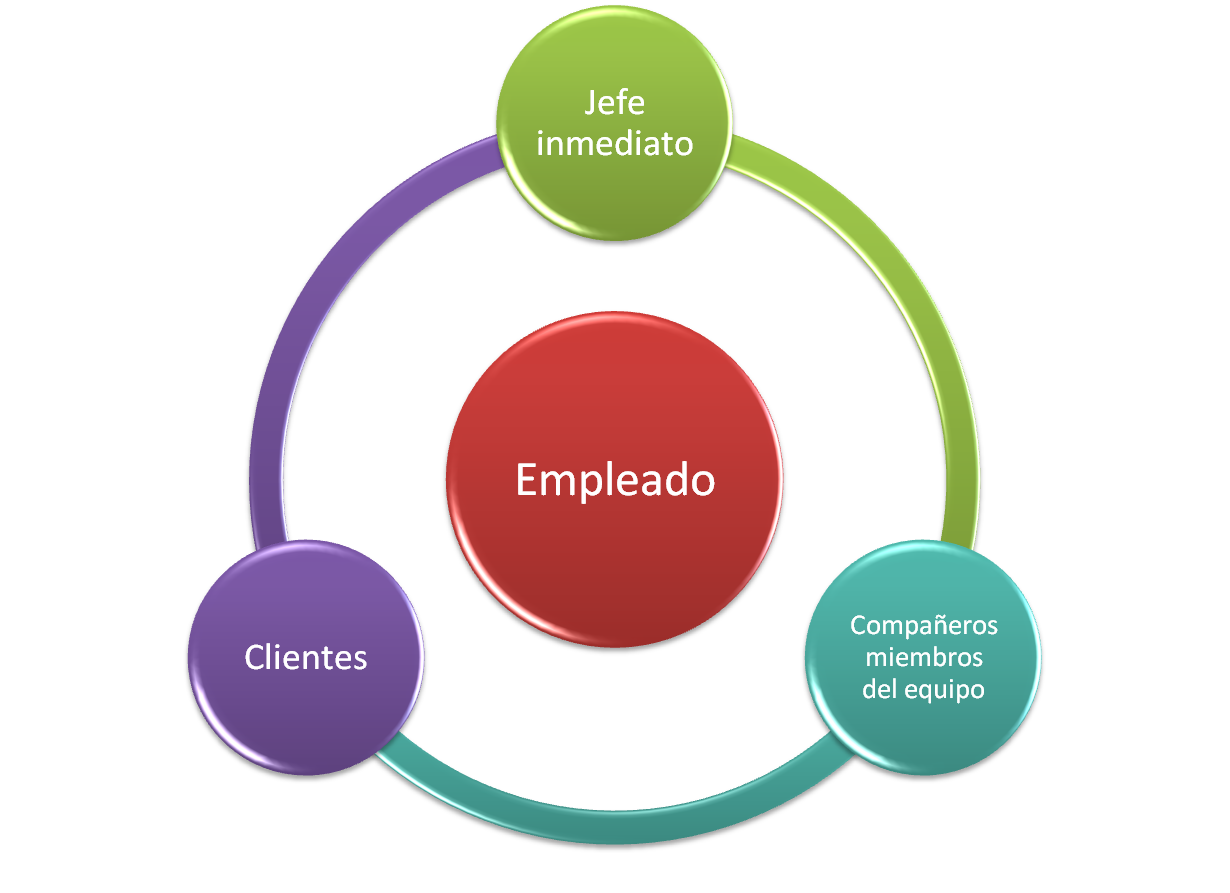 Jefe
inmediato
Empleado
Clientes
Compañeros
miembros
del equipo